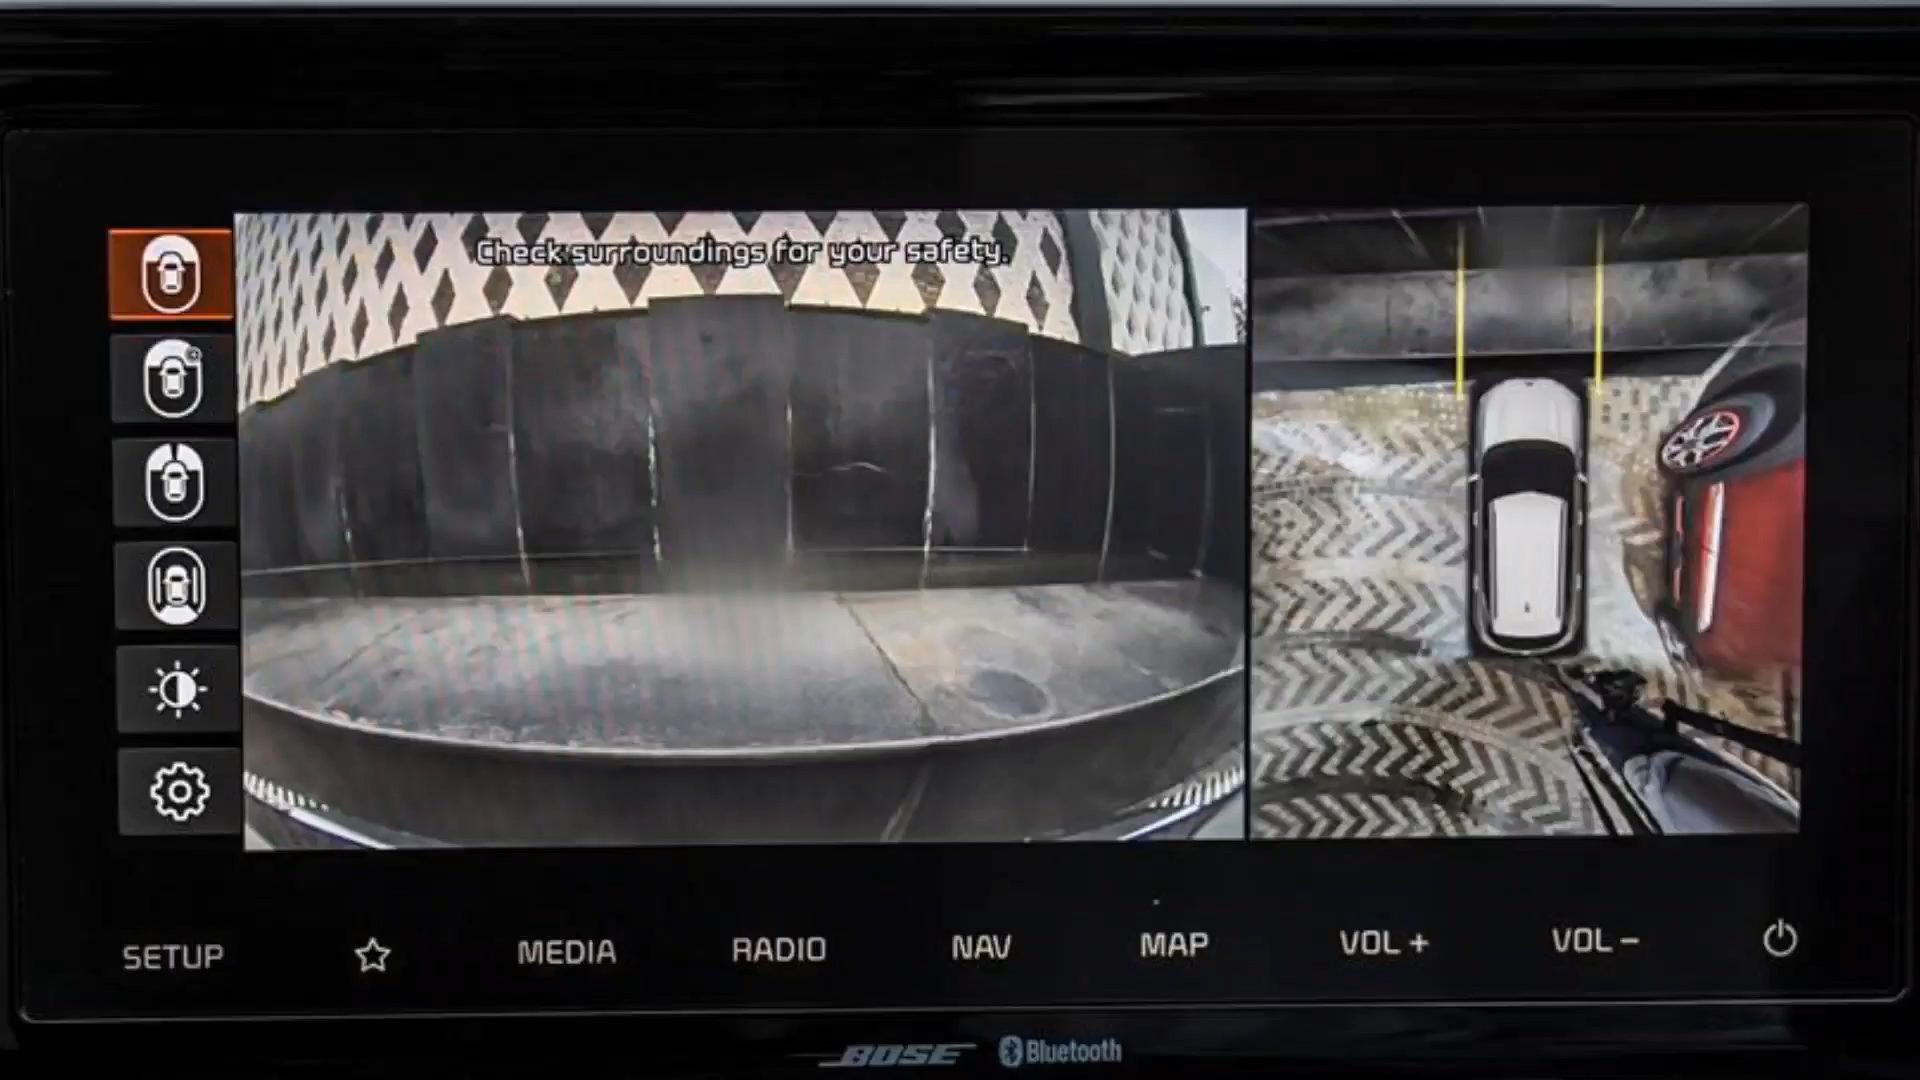 Check surroundings for your safety.
SETUP
MEDIA
RADIO
NAV
MAP
VOL +
VOL –
BOSE
Bluetooth